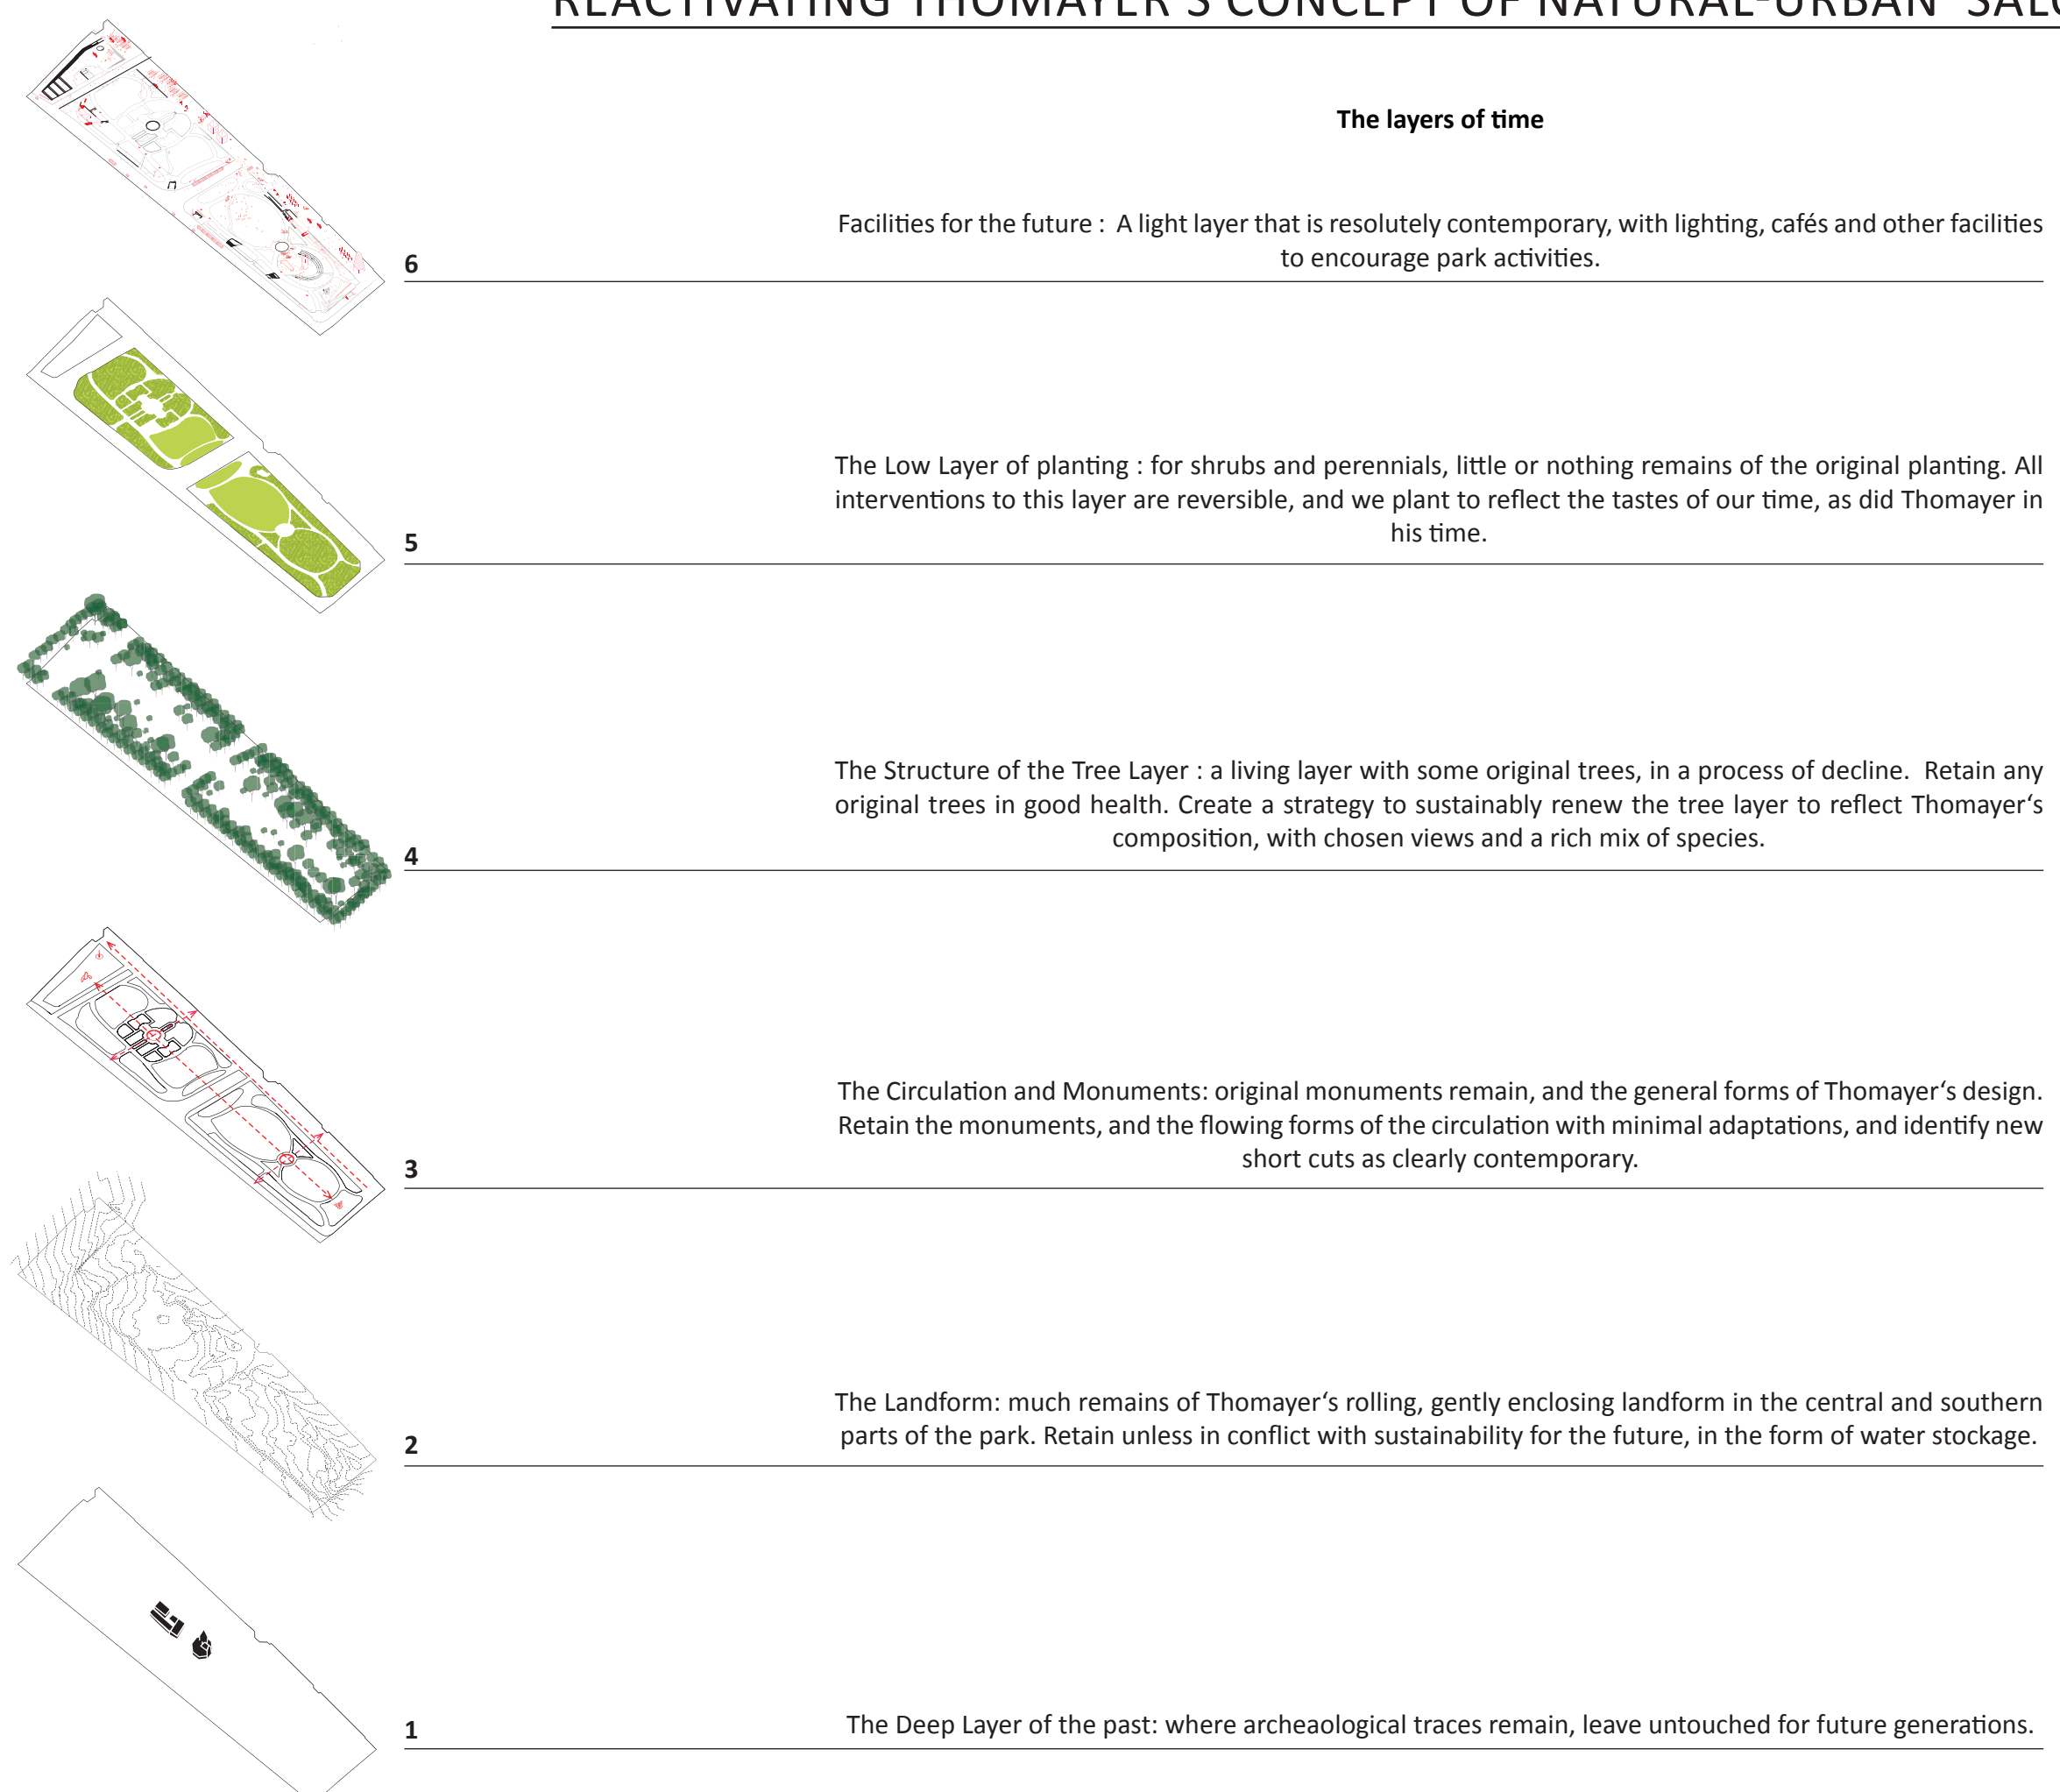 REACTIVATING THOMAYER'S CONCEPT OF NATURAL-URBAN
The layers of time
Facilities for the future : A light layer that is resolutely contemporary, with lighting, cafés and other facilities
to encourage park activities.
6
The Low Layer of planting : for shrubs and perennials, little or nothing remains of the original planting. All
interventions to this layer are reversible, and we plant to reflect the tastes of our time, as did Thomayer in
his time.
5
The Structure of the Tree Layer : a living layer with some original trees, in a process of decline. Retain any
original trees in good health. Create a strategy to sustainably renew the tree layer to reflect Thomayer‘s
composition, with chosen views and a rich mix of species.
4
The Circulation and Monuments: original monuments remain, and the general forms of Thomayer‘s design.
Retain the monuments, and the flowing forms of the circulation with minimal adaptations, and identify new
short cuts as clearly contemporary.
3
The Landform: much remains of Thomayer‘s rolling, gently enclosing landform in the central and southern
parts of the park. Retain unless in conflict with sustainability for the future, in the form of water stockage.
2
The Deep Layer of the past: where archeaological traces remain, leave untouched for future generations.
1